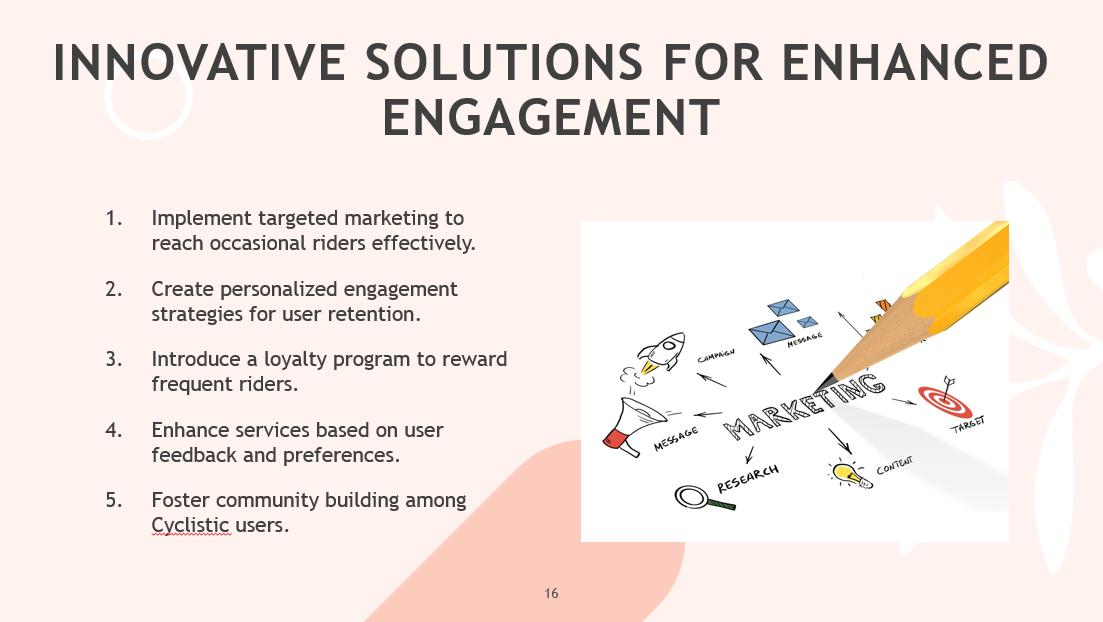 INNOVATIVE SOLUTIONS FOR ENHANCED
ENGAGEMENT
1. Implement targeted marketing to
reach occasional riders effectively.
2. Create personalized engagement
strategies for user retention.
3. Introduce a loyalty program to reward
frequent riders.
4. Enhance services based on user
feedback and preferences.
5. Foster community building among
Cyclistic users.
CAMPAIGN
MESSAGE
MARKETING
MESSAGE
TARGET
RESEARCH
CONTENT
16